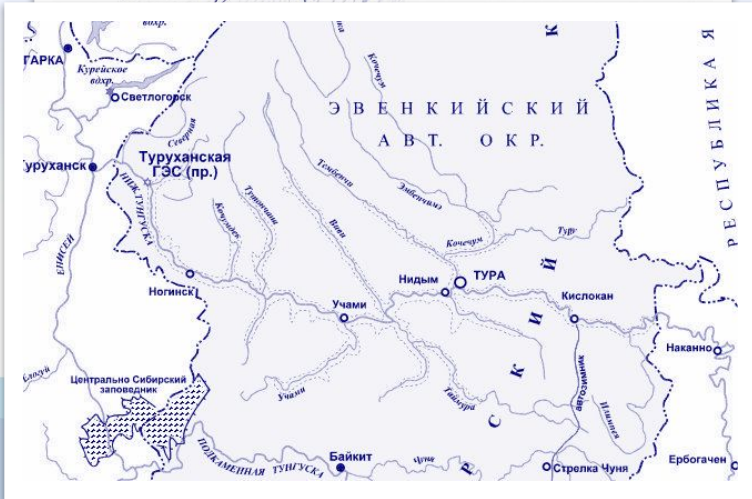 ГАРКА
Курейское
вдхр.
Светлогорск
Северная
Кочечум
К
ЭВЕНКИЙСКИЙ
АВТ. ОКР.
РЕСПУБЛИКА
Туруханск
Туруханская
ГЭС (пр.)
НИЖ.ТУНГУСКА
Кочумдек
Тутончана
Виви
Тембенчи
Эмбенчимэ
Кочечум
Туру
ЕНИСЕЙ
Ногинск
Учами
Нидым
ТУРА
Кислокан
Наканно
С К И Й
Р
Центрально Сибирский
заповедник
Учами
Таймура
автозимник
Илимпея
ПОДКАМЕННАЯ ТУНГУСКА
Байкит
Чуня
Стрелка Чуня
Ербогачен